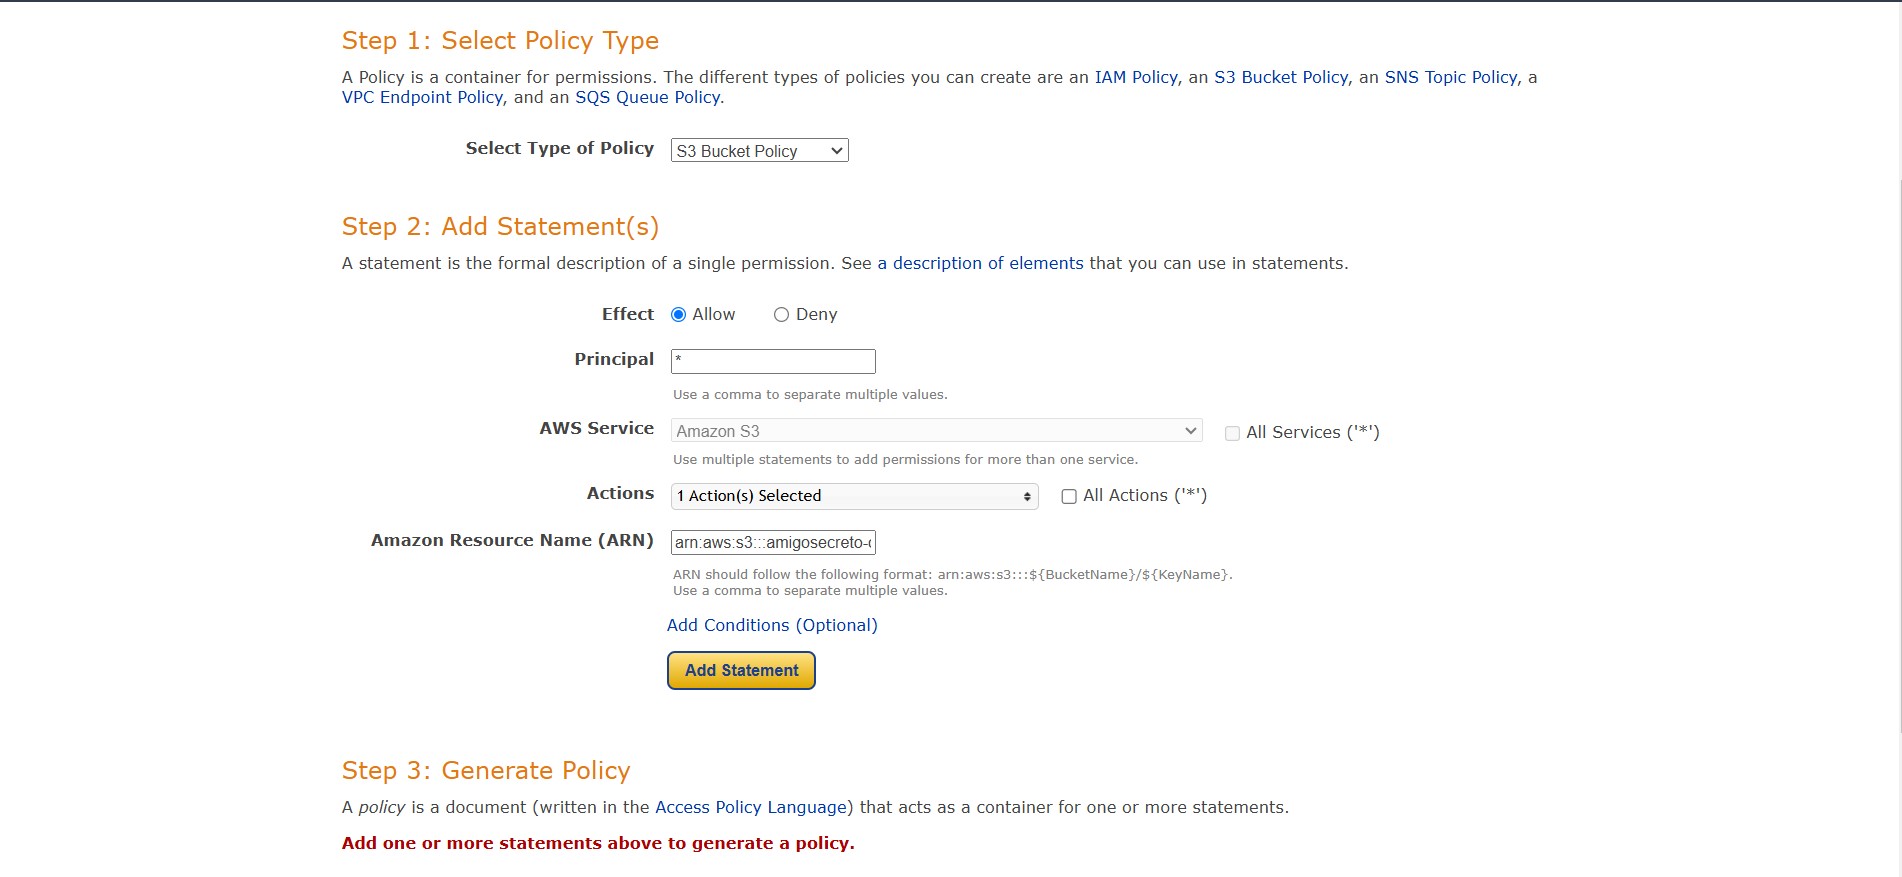 Step 1: Select Policy Type
A Policy is a container for permissions. The different types of policies you can create are an IAM Policy, an S3 Bucket Policy, an SNS Topic Policy, a
VPC Endpoint Policy, and an SQS Queue Policy.
Select Type of Policy S3 Bucket Policy
Step 2: Add Statement(s)
A statement is the formal description of a single permission. See a description of elements that you can use in statements.
Effect Allow Deny
Principal *
Use a comma to separate multiple values.
AWS Service Amazon S3 All Services ('*')
Use multiple statements to add permissions for more than one service.
Actions 1 Action(s) Selected All Actions ('*')
Amazon Resource Name (ARN) arn:aws:s3:::amigosecreto-
ARN should follow the following format: arn:aws:s3:::${BucketName}/${KeyName}.
Use a comma to separate multiple values.
Add Conditions (Optional)
Add Statement
Step 3: Generate Policy
A policy is a document (written in the Access Policy Language) that acts as a container for one or more statements.
Add one or more statements above to generate a policy.